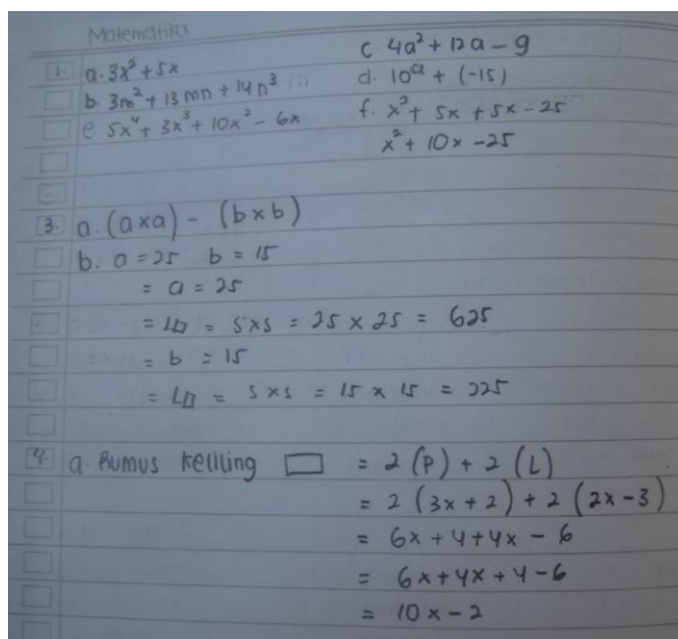 Matematika
1. a. 3x² + 5x
b. 3m² + 13 mn + 14n³
e 5x⁴ + 3x³ + 10x² - 6x
c. 4a² + 12a - 9
d. 10a + (-15)
f. x² + 5x + 5x - 25
x² + 10x - 25
3. a. (a x a) - (b x b)
b. a = 25 b = 15
= a = 25
= L□ = s x s = 25 x 25 = 625
= b = 15
= L□ = s x s = 15 x 15 = 225
4. a. Rumus keliling ▭ = 2 (P) + 2 (L)
= 2 (3x + 2) + 2 (2x - 3)
= 6x + 4 + 4x - 6
= 6x + 4x + 4 - 6
= 10x - 2